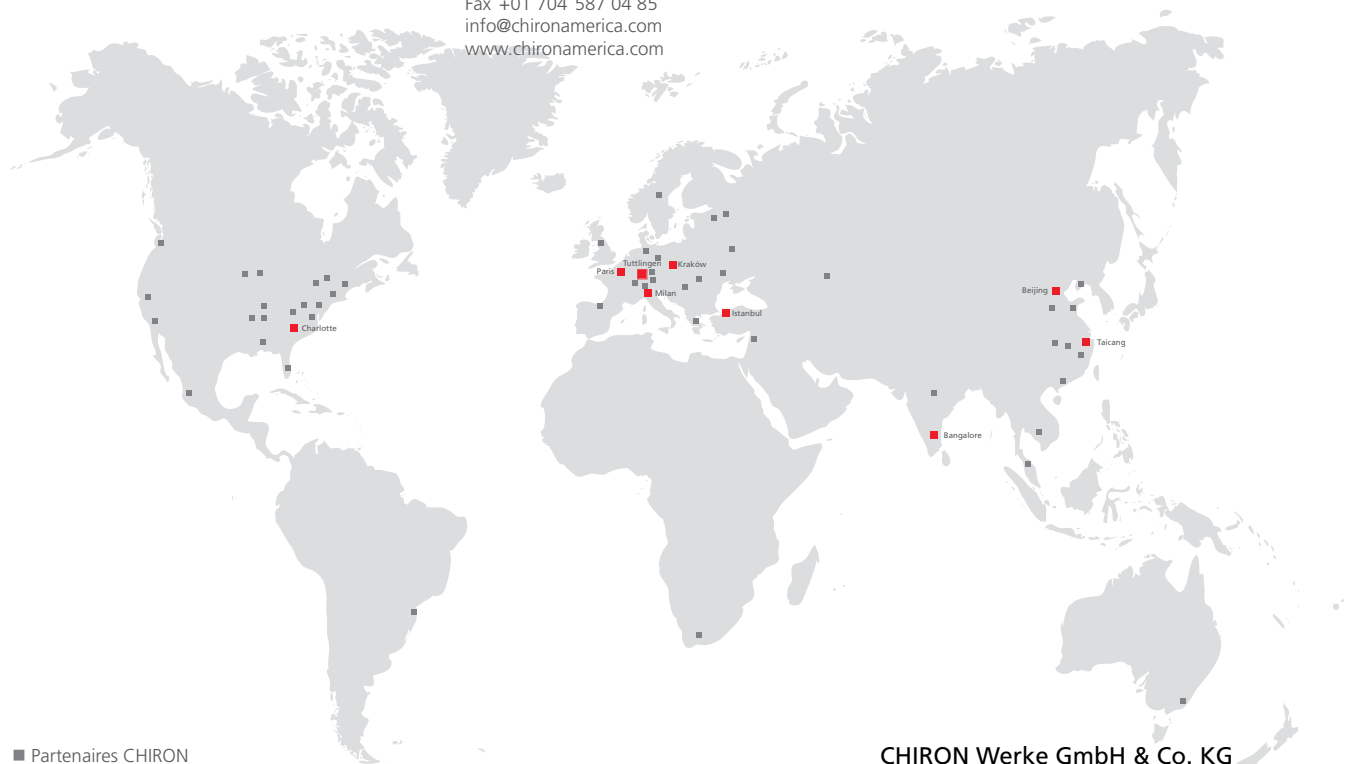 Fax +01 704 587 04 85
info@chironamerica.com
www.chironamerica.com
Tuttlingen
Paris
Kraków
Milan
Beijing
Istanbul
Charlotte
Taicang
Bangalore
Partenaires CHIRON
CHIRON Werke GmbH & Co. KG